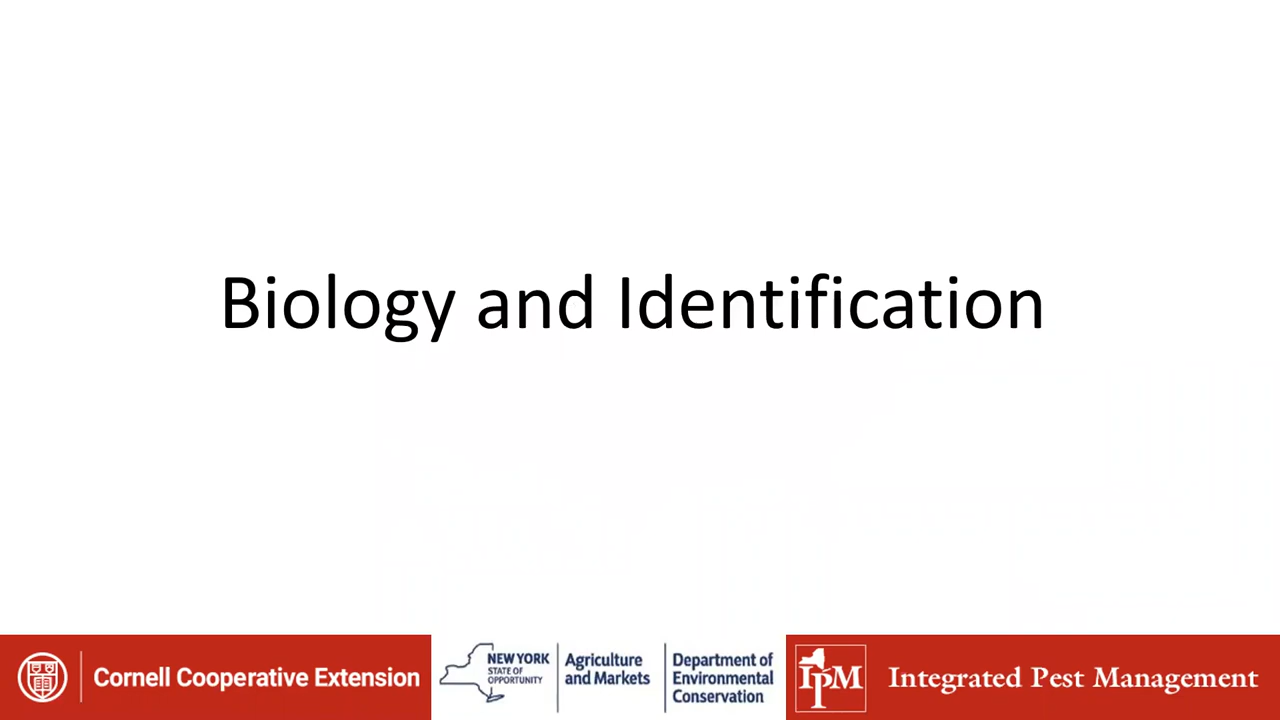 Biology and Identification
Cornell Cooperative Extension
NEW YORK
STATE OF
OPPORTUNITY
Agriculture
and Markets
Department of
Environmental
Conservation
IPM
Integrated Pest Management